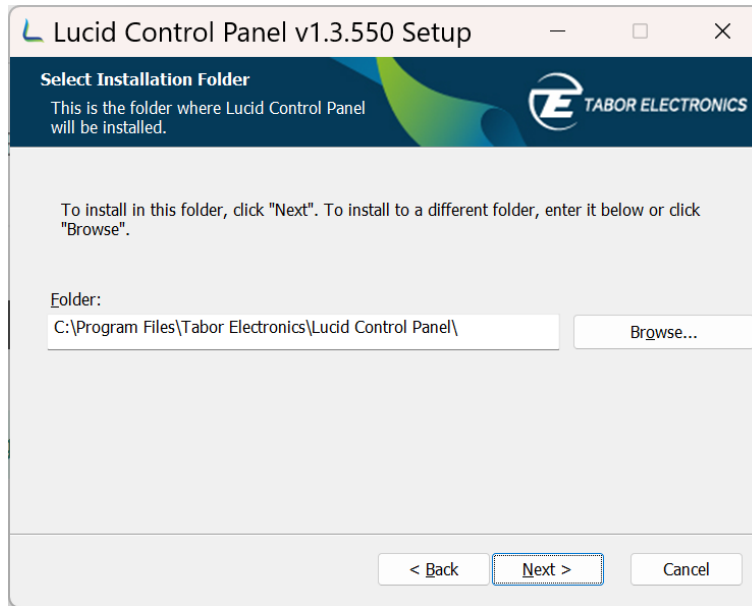 Lucid Control Panel v1.3.550 Setup
Select Installation Folder
This is the folder where Lucid Control Panel
will be installed.
TABOR ELECTRONICS
To install in this folder, click "Next". To install to a different folder, enter it below or click
"Browse".
Folder:
C:\Program Files\Tabor Electronics\Lucid Control Panel\
Browse...
< Back
Next >
Cancel